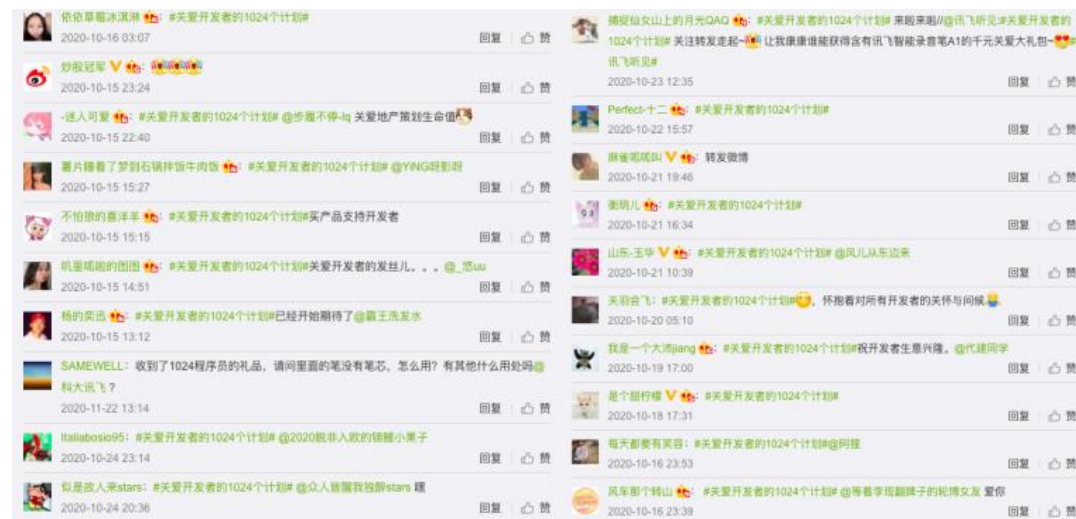 依依草莓冰淇淋：#关爱开发者的1024个计划#
2020-10-16 03:07
回复 赞
炒股冠军：
2020-10-15 23:24
回复 赞
-迷人可爱：#关爱开发者的1024个计划# @步履不停-lq 关爱地产策划生命值
2020-10-15 22:40
回复 赞
薯片睡着了梦到石锅拌饭牛肉饭：#关爱开发者的1024个计划# @YiNG呀影呀
2020-10-15 15:27
回复 赞
不怕狼的喜洋羊：#关爱开发者的1024个计划#买产品支持开发者
2020-10-15 15:15
回复 赞
叽里呱啦的图图：#关爱开发者的1024个计划#关爱开发者的发丝儿。。。@_悠uu
2020-10-15 14:51
回复 赞
杨的奕迅：#关爱开发者的1024个计划#已经开始期待了@霸王洗发水
2020-10-15 13:12
回复 赞
SAMEWELL：收到了1024程序员的礼品，请问里面的笔没有笔芯，怎么用？有其他什么用处吗@
科大讯飞？
2020-11-22 13:14
回复 赞
Italiabosio95：#关爱开发者的1024个计划# @2020脱非入欧的锦鲤小果子
2020-10-24 23:14
回复 赞
似是故人来stars：#关爱开发者的1024个计划# @众人皆醒我独醉stars 嘿
2020-10-24 20:36
回复 赞
捕捉仙女山上的月光QAQ：#关爱开发者的1024个计划# 来啦来啦//@讯飞听见:#关爱开发者的
1024个计划# 关注转发走起~ 让我康康谁能获得含有讯飞智能录音笔A1的千元关爱大礼包~#
讯飞听见#
2020-10-23 12:35
回复 赞
Perfect-十二：#关爱开发者的1024个计划#
2020-10-22 15:57
回复 赞
麻雀呱呱叫：转发微博
2020-10-21 19:46
回复 赞
衡玥儿：#关爱开发者的1024个计划#
2020-10-21 16:34
回复 赞
山东-玉华：#关爱开发者的1024个计划# @风儿从东边来
2020-10-21 10:39
回复 赞
关羽会飞：#关爱开发者的1024个计划#，怀抱着对所有开发者的关怀与问候
2020-10-20 05:10
回复 赞
我是一个大沛jiang：#关爱开发者的1024个计划#祝开发者生意兴隆。@代建同学
2020-10-19 17:00
回复 赞
是个甜柠檬：#关爱开发者的1024个计划#
2020-10-18 17:31
回复 赞
每天都要有笑容：#关爱开发者的1024个计划#@阿狸
2020-10-16 23:53
回复 赞
风车那个转山：#关爱开发者的1024个计划# @等着李现翻牌子的轮博女友 爱你
2020-10-16 23:39
回复 赞